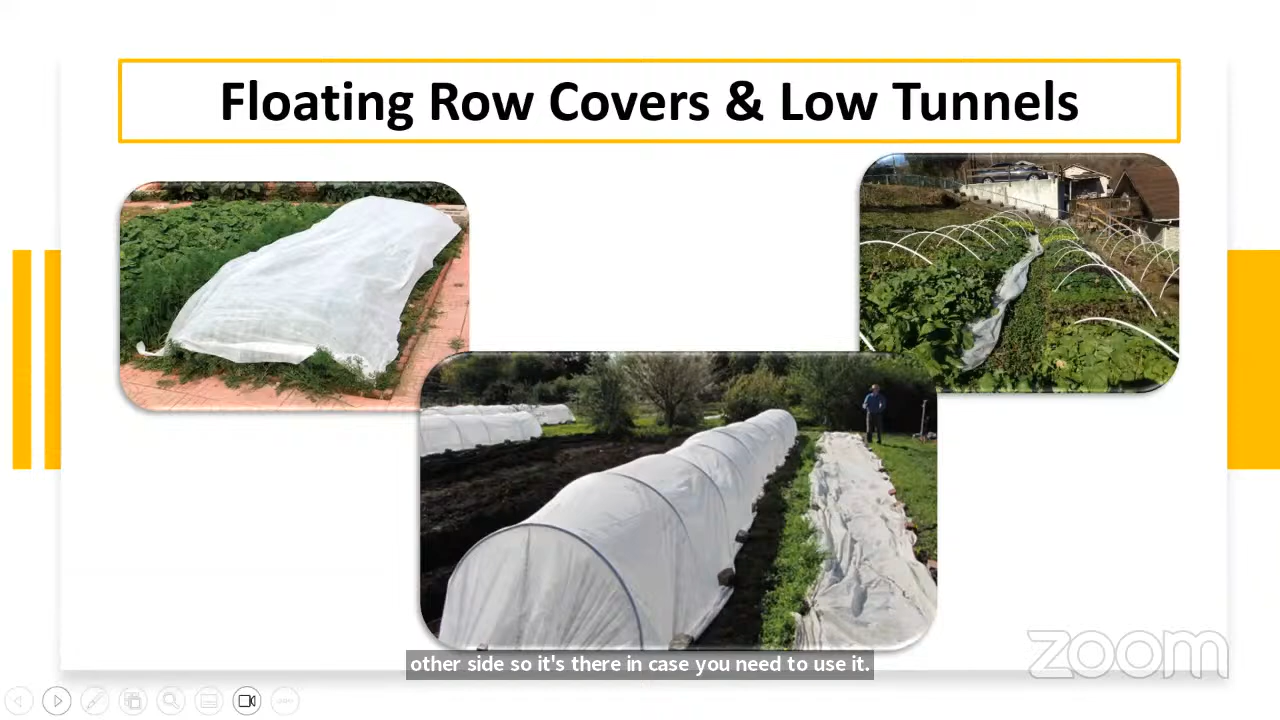 Floating Row Covers & Low Tunnels
other side so it's there in case you need to use it.
zoom